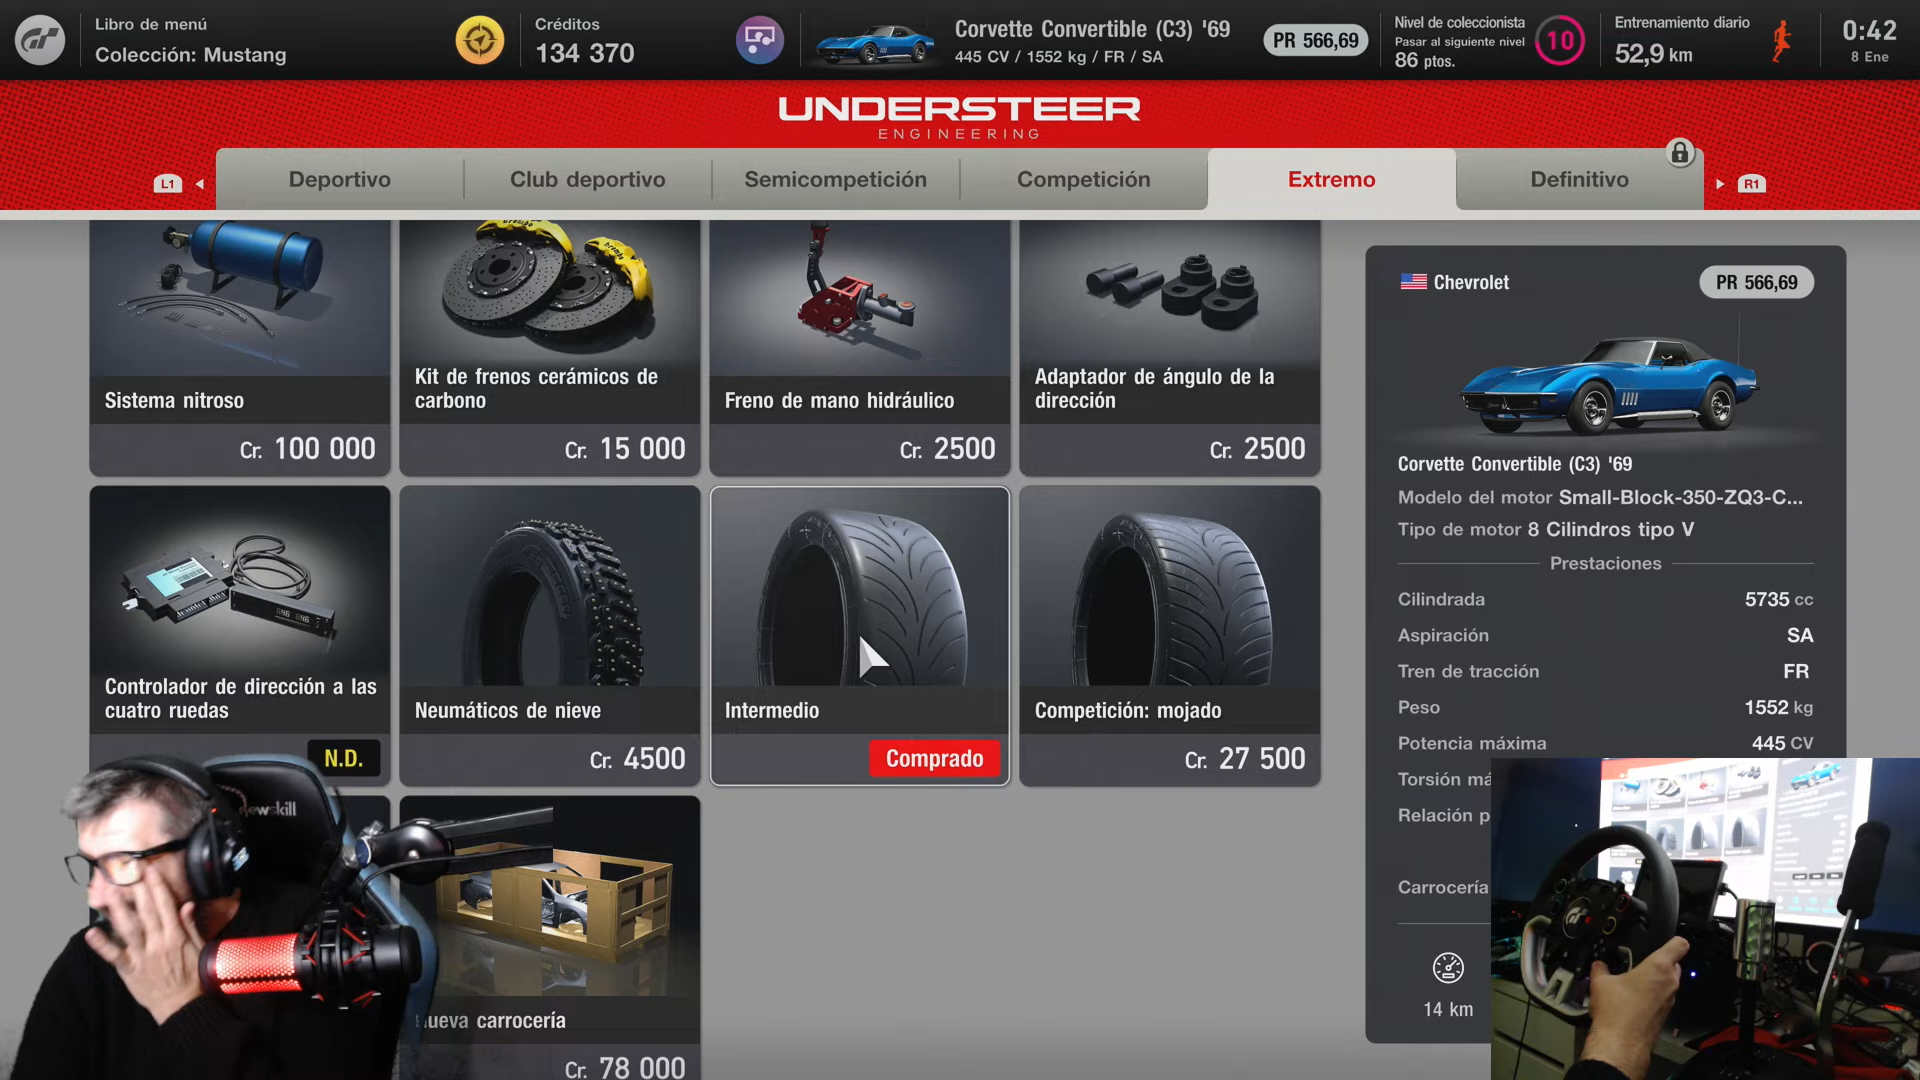 Libro de menú
Colección: Mustang
Créditos
134 370
Corvette Convertible (C3) '69
445 CV / 1552 kg / FR / SA
PR 566,69
Nivel de coleccionista
Pasar al siguiente nivel
86 ptos.
10
Entrenamiento diario
52,9 km
0:42
8 Ene
UNDERSTEER
ENGINEERING
L1
Deportivo
Club deportivo
Semicompetición
Competición
Extremo
Definitivo
R1
Sistema nitroso
Cr. 100 000
Kit de frenos cerámicos de
carbono
Cr. 15 000
Freno de mano hidráulico
Cr. 2500
Adaptador de ángulo de la
dirección
Cr. 2500
Controlador de dirección a las
cuatro ruedas
N.D.
Neumáticos de nieve
Cr. 4500
Intermedio
Comprado
Competición: mojado
Cr. 27 500
ueva carrocería
Cr. 78 000
Chevrolet
PR 566,69
Corvette Convertible (C3) '69
Modelo del motor Small-Block-350-ZQ3-C...
Tipo de motor 8 Cilindros tipo V
Prestaciones
Cilindrada 5735 cc
Aspiración SA
Tren de tracción FR
Peso 1552 kg
Potencia máxima 445 CV
Torsión má
Relación p
Carrocería
14 km
newskill